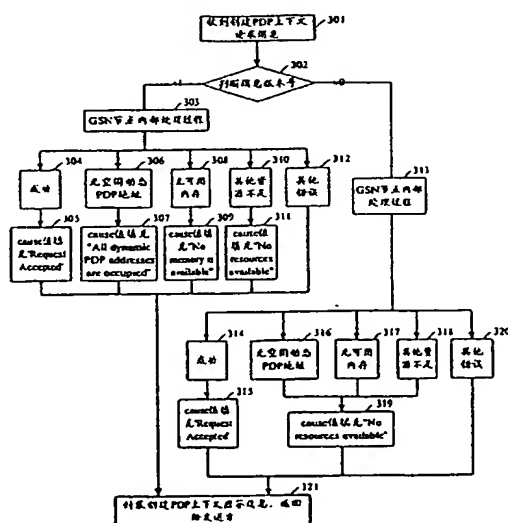 301
收到创建PDP上下文
请求消息
302
判断消息版本号
1
0
303
GSN节点内部处理过程
304
306
308
310
312
313
成功
无空闲动态
PDP地址
无可用
内存
其他资
源不足
其他
错误
GSN节点内部
处理过程
305
307
309
311
cause值填
充"Request
Accepted"
cause值填充
"All dynamic
PDP addresses
are occupied"
cause值填
充"No
memory is
available"
cause值填
充"No
resources
available"
314
316
317
318
320
成功
无空闲动态
PDP地址
无可用
内存
其他资
源不足
其他
错误
315
319
cause值填
充"Request
Accepted"
cause值填充"No
resources available"
321
封装创建PDP上下文应答消息,返回
给发送方